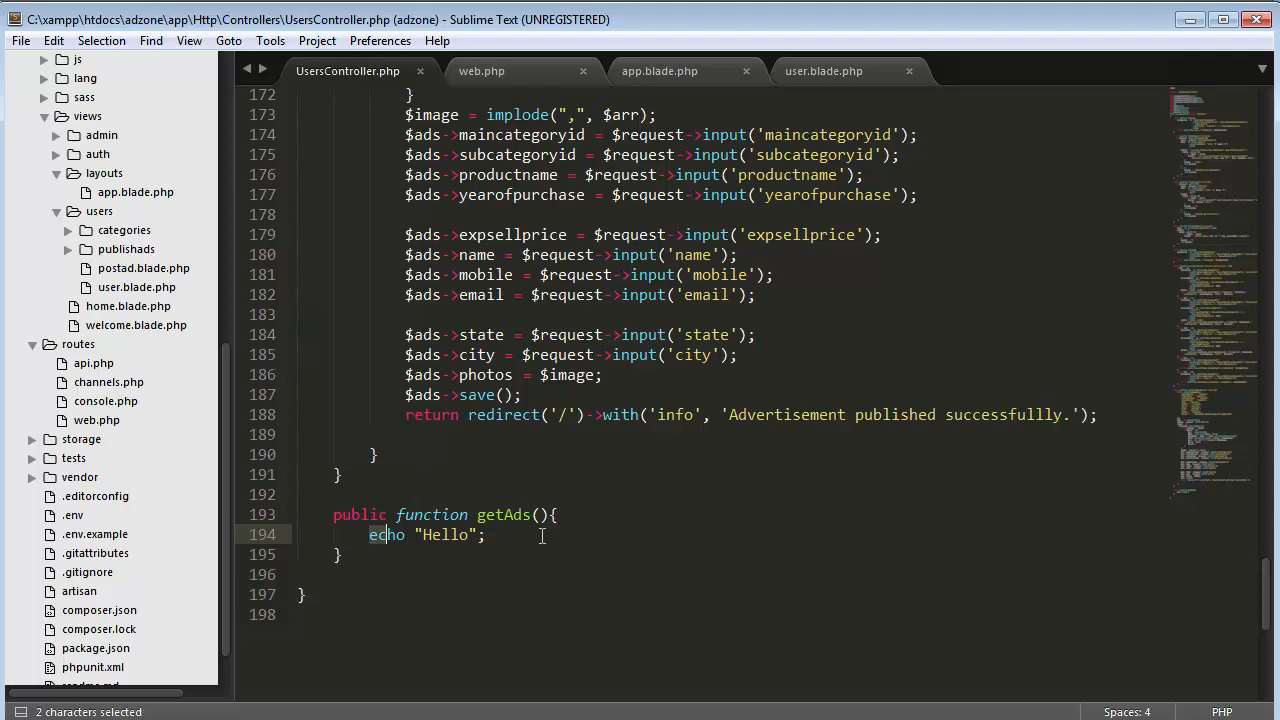 C:\xampp\htdocs\adzone\app\Http\Controllers\UsersController.php (adzone) - Sublime Text (UNREGISTERED)
File Edit Selection Find View Goto Tools Project Preferences Help
js
lang
sass
views
admin
auth
layouts
app.blade.php
users
categories
publishads
postad.blade.php
user.blade.php
home.blade.php
welcome.blade.php
routes
api.php
channels.php
console.php
web.php
storage
tests
vendor
.editorconfig
.env
.env.example
.gitattributes
.gitignore
artisan
composer.json
composer.lock
package.json
phpunit.xml
UsersController.php × web.php × app.blade.php × user.blade.php ×
172 }
173 $image = implode(",", $arr);
174 $ads->maincategoryid = $request->input('maincategoryid');
175 $ads->subcategoryid = $request->input('subcategoryid');
176 $ads->productname = $request->input('productname');
177 $ads->yearofpurchase = $request->input('yearofpurchase');
178
179 $ads->expsellprice = $request->input('expsellprice');
180 $ads->name = $request->input('name');
181 $ads->mobile = $request->input('mobile');
182 $ads->email = $request->input('email');
183
184 $ads->state = $request->input('state');
185 $ads->city = $request->input('city');
186 $ads->photos = $image;
187 $ads->save();
188 return redirect('/')->with('info', 'Advertisement published successfullly.');
189
190 }
191 }
192
193 public function getAds(){
194 echo "Hello";
195 }
196
197 }
198
2 characters selected
Spaces: 4 PHP